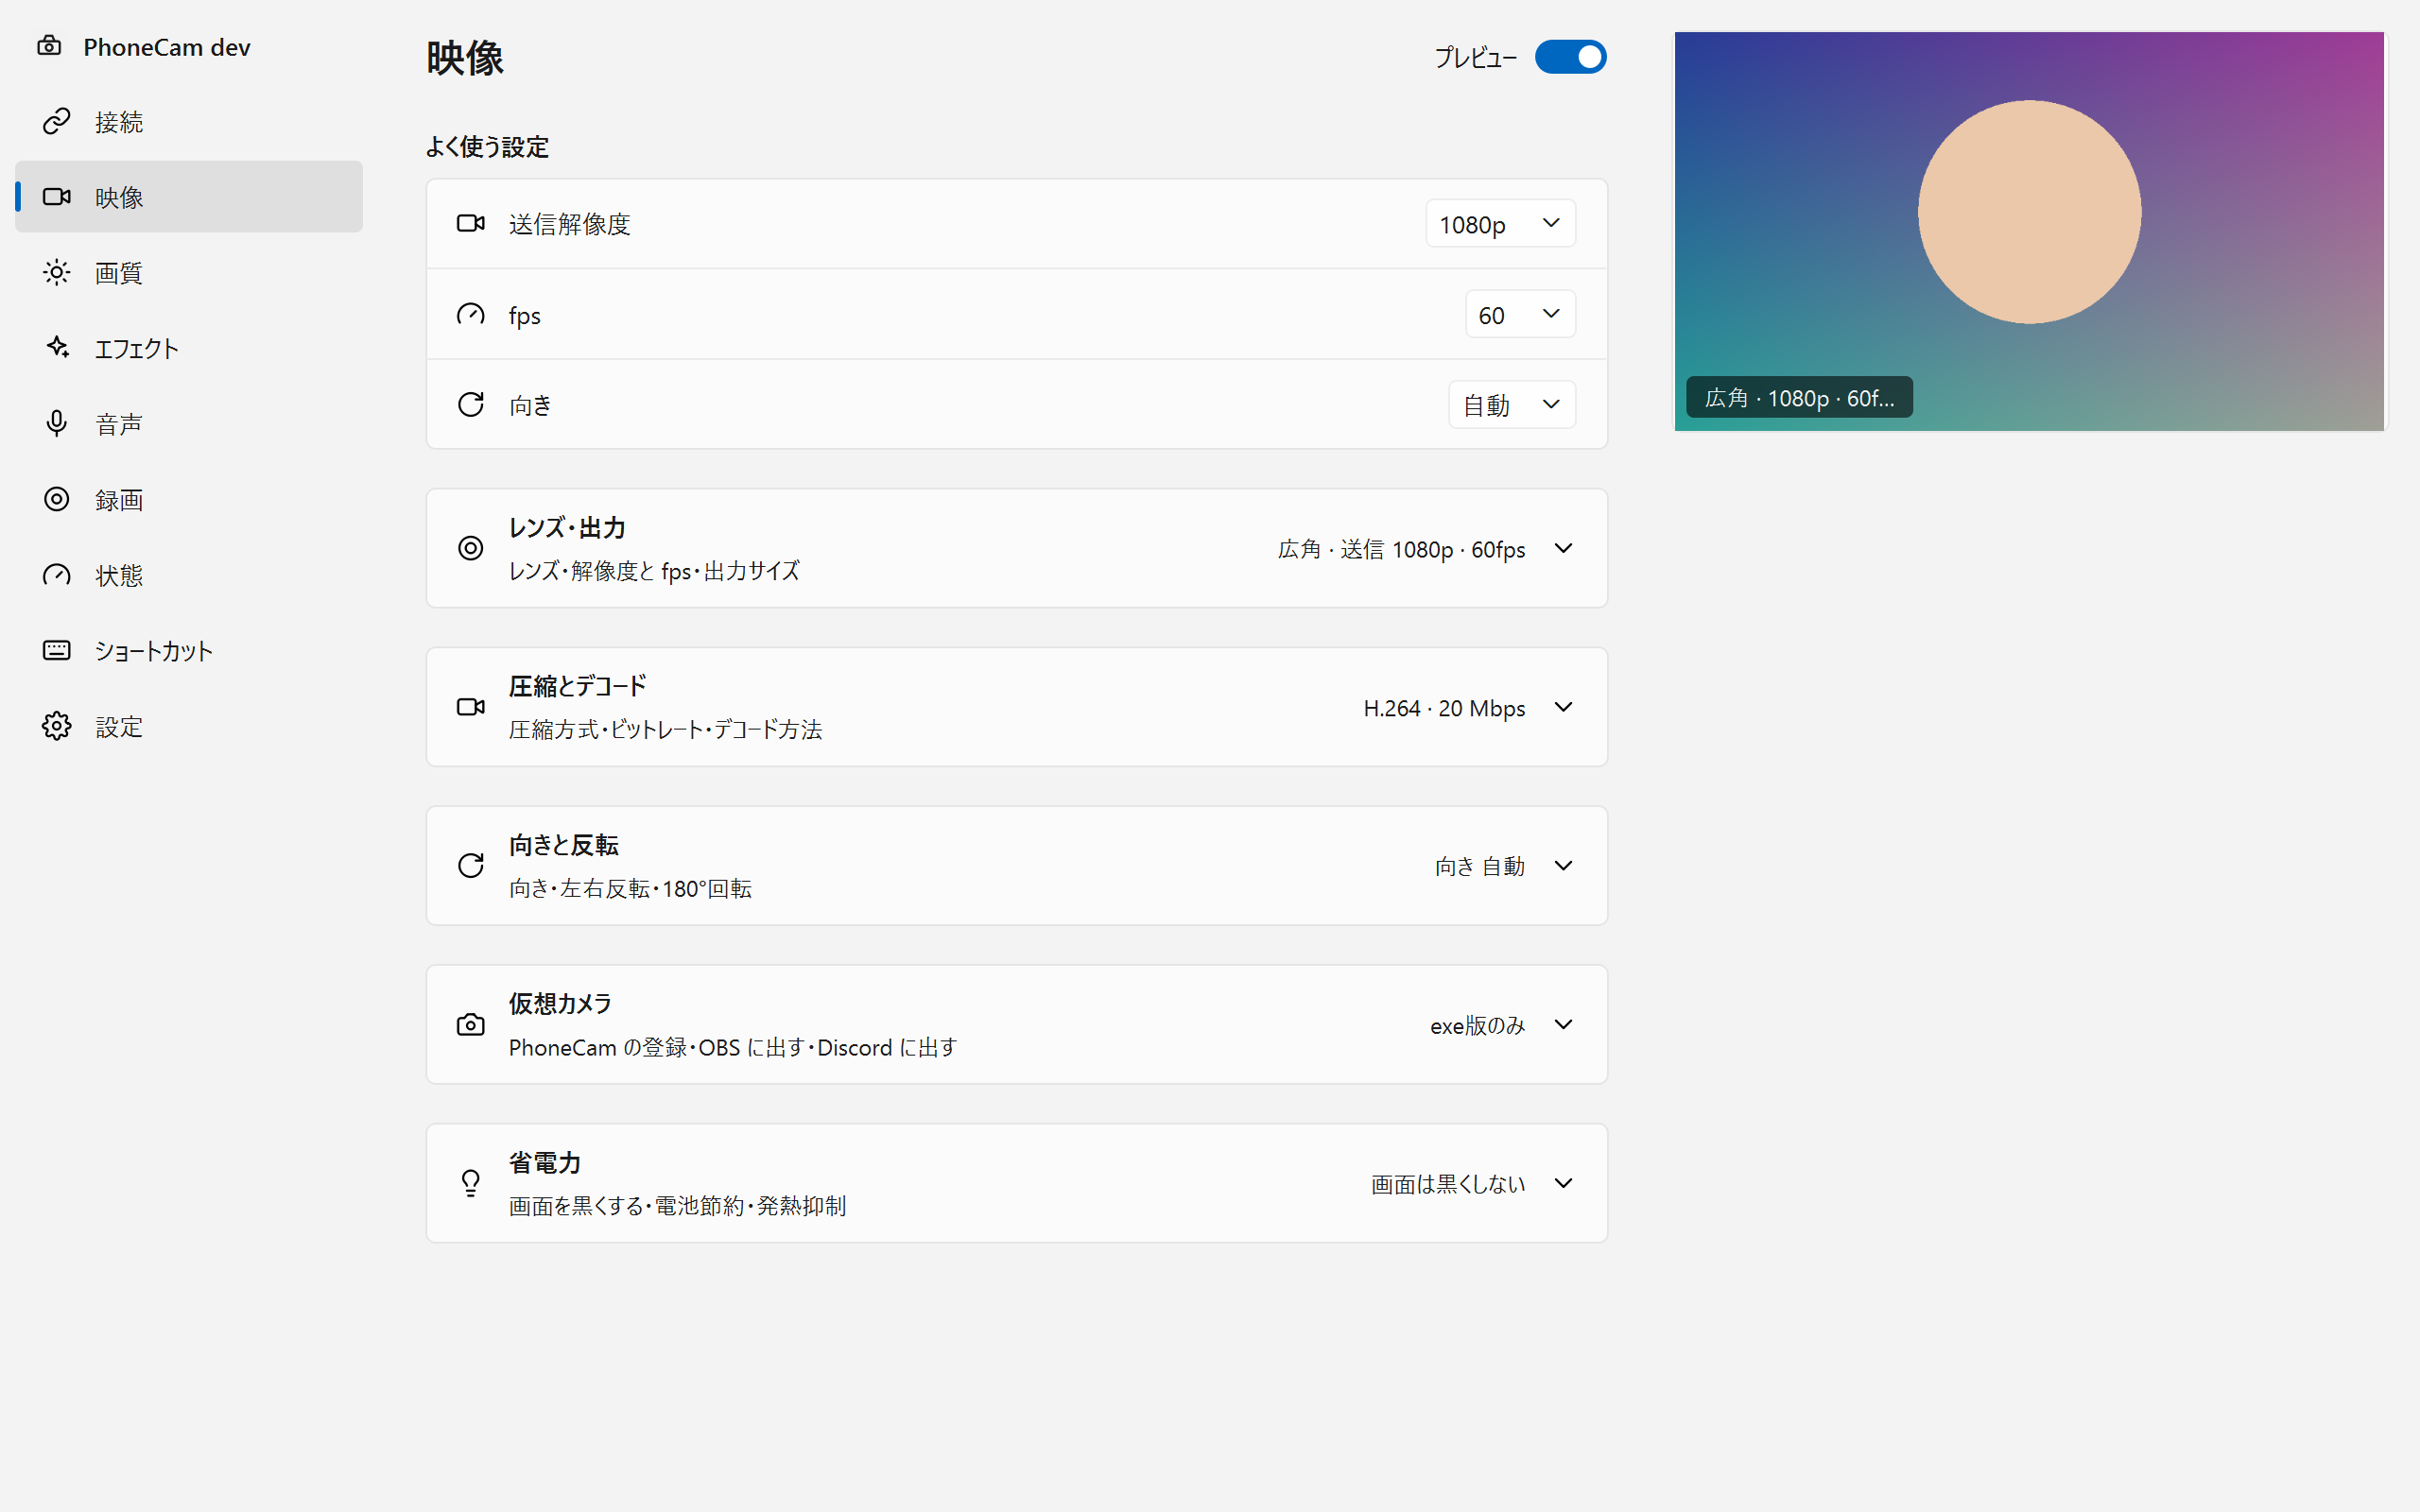 PhoneCam dev
接続
映像
画質
エフェクト
音声
録画
状態
ショートカット
設定
映像
プレビュー
よく使う設定
送信解像度
1080p
fps
60
向き
自動
レンズ・出力
レンズ・解像度と fps・出力サイズ
広角 · 送信 1080p · 60fps
圧縮とデコード
圧縮方式・ビットレート・デコード方法
H.264 · 20 Mbps
向きと反転
向き・左右反転・180°回転
向き 自動
仮想カメラ
PhoneCam の登録・OBS に出す・Discord に出す
exe版のみ
省電力
画面を黒くする・電池節約・発熱抑制
画面は黒くしない
広角 · 1080p · 60f...